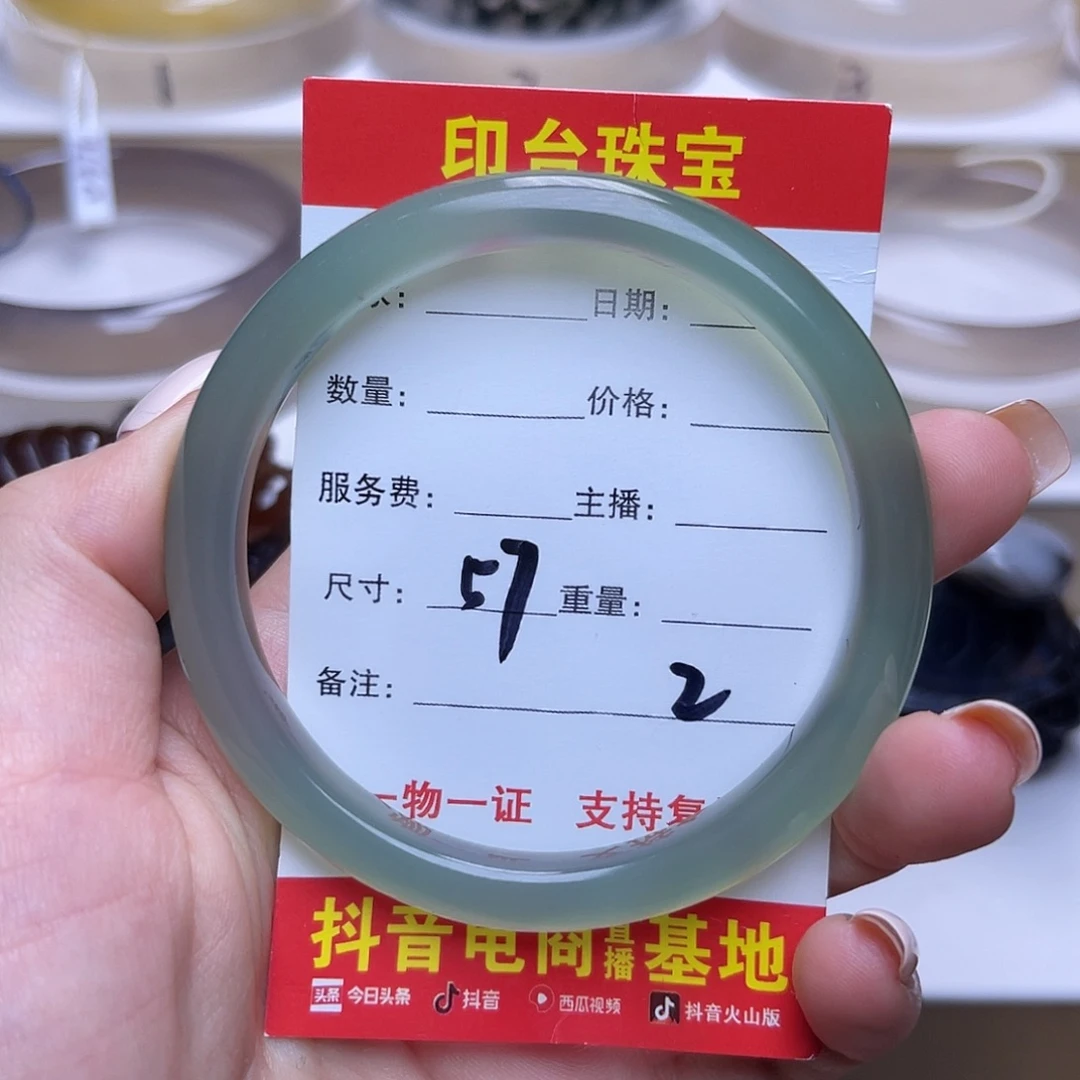 印台珠宝
日期：
数量： 价格：
服务费： 主播：
尺寸： 57 重量：
备注： 2
一物一证 支持复
抖音电商直播基地
头条 今日头条 抖音 西瓜视频 抖音火山版